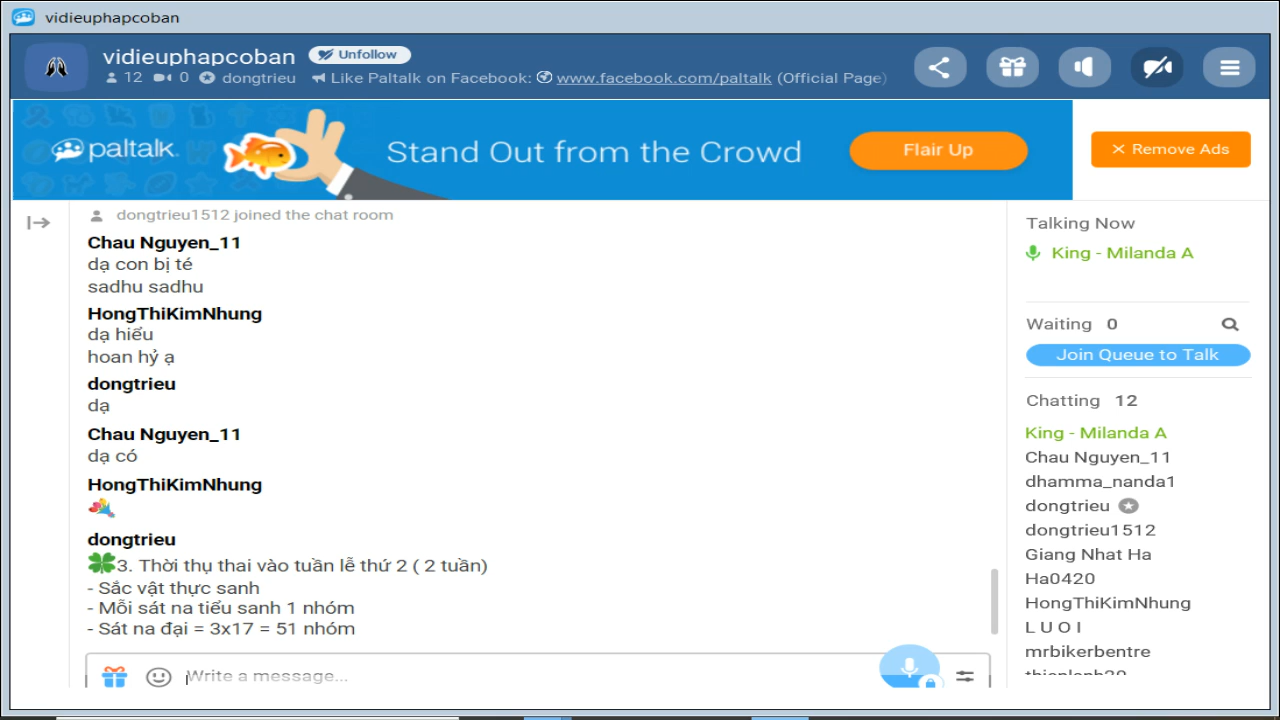 vidieuphapcoban
vidieuphapcoban Unfollow
12 0 dongtrieu Like Paltalk on Facebook: www.facebook.com/paltalk (Official Page)
paltalk Stand Out from the Crowd Flair Up
Remove Ads
dongtrieu1512 joined the chat room
Chau Nguyen_11
dạ con bị té
sadhu sadhu
HongThiKimNhung
dạ hiểu
hoan hỷ ạ
dongtrieu
dạ
Chau Nguyen_11
dạ có
HongThiKimNhung
dongtrieu
3. Thời thụ thai vào tuần lễ thứ 2 ( 2 tuần)
- Sắc vật thực sanh
- Mỗi sát na tiểu sanh 1 nhóm
- Sát na đại = 3x17 = 51 nhóm
Write a message...
Talking Now
King - Milanda A
Waiting 0
Join Queue to Talk
Chatting 12
King - Milanda A
Chau Nguyen_11
dhamma_nanda1
dongtrieu
dongtrieu1512
Giang Nhat Ha
Ha0420
HongThiKimNhung
L U O I
mrbikerbentre